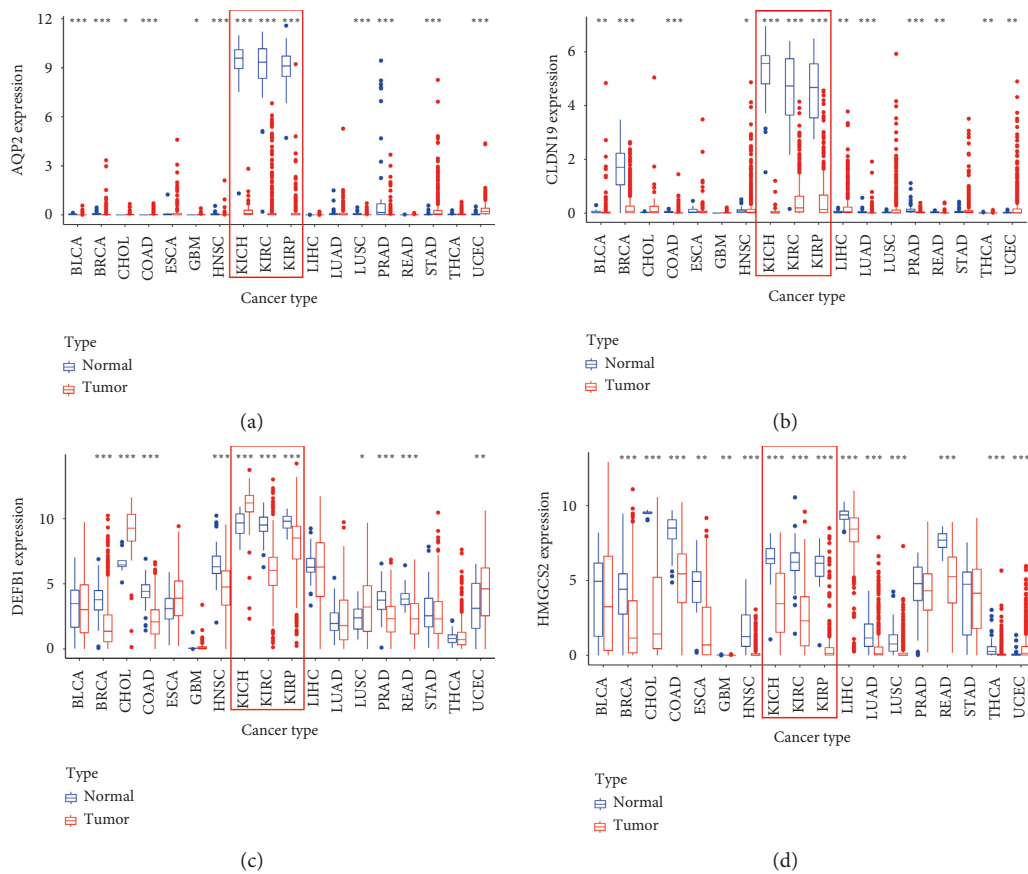 *** *** * *** * *** *** *** *** *** *** *** ***
12
9
6
3
0
AQP2 expression
BLCA
BRCA
CHOL
COAD
ESCA
GBM
HNSC
KICH
KIRC
KIRP
LIHC
LUAD
LUSC
PRAD
READ
STAD
THCA
UCEC
Cancer type
Type
Normal
Tumor
(a)
** *** *** * *** *** *** ** *** *** ** ** **
6
4
2
0
CLDN19 expression
BLCA
BRCA
CHOL
COAD
ESCA
GBM
HNSC
KICH
KIRC
KIRP
LIHC
LUAD
LUSC
PRAD
READ
STAD
THCA
UCEC
Cancer type
Type
Normal
Tumor
(b)
*** *** *** *** *** *** *** * *** *** **
10
5
0
DEFB1 expression
BLCA
BRCA
CHOL
COAD
ESCA
GBM
HNSC
KICH
KIRC
KIRP
LIHC
LUAD
LUSC
PRAD
READ
STAD
THCA
UCEC
Cancer type
Type
Normal
Tumor
(c)
*** *** *** ** ** *** *** *** *** *** *** *** *** *** ***
10
5
0
HMGCS2 expression
BLCA
BRCA
CHOL
COAD
ESCA
GBM
HNSC
KICH
KIRC
KIRP
LIHC
LUAD
LUSC
PRAD
READ
STAD
THCA
UCEC
Cancer type
Type
Normal
Tumor
(d)